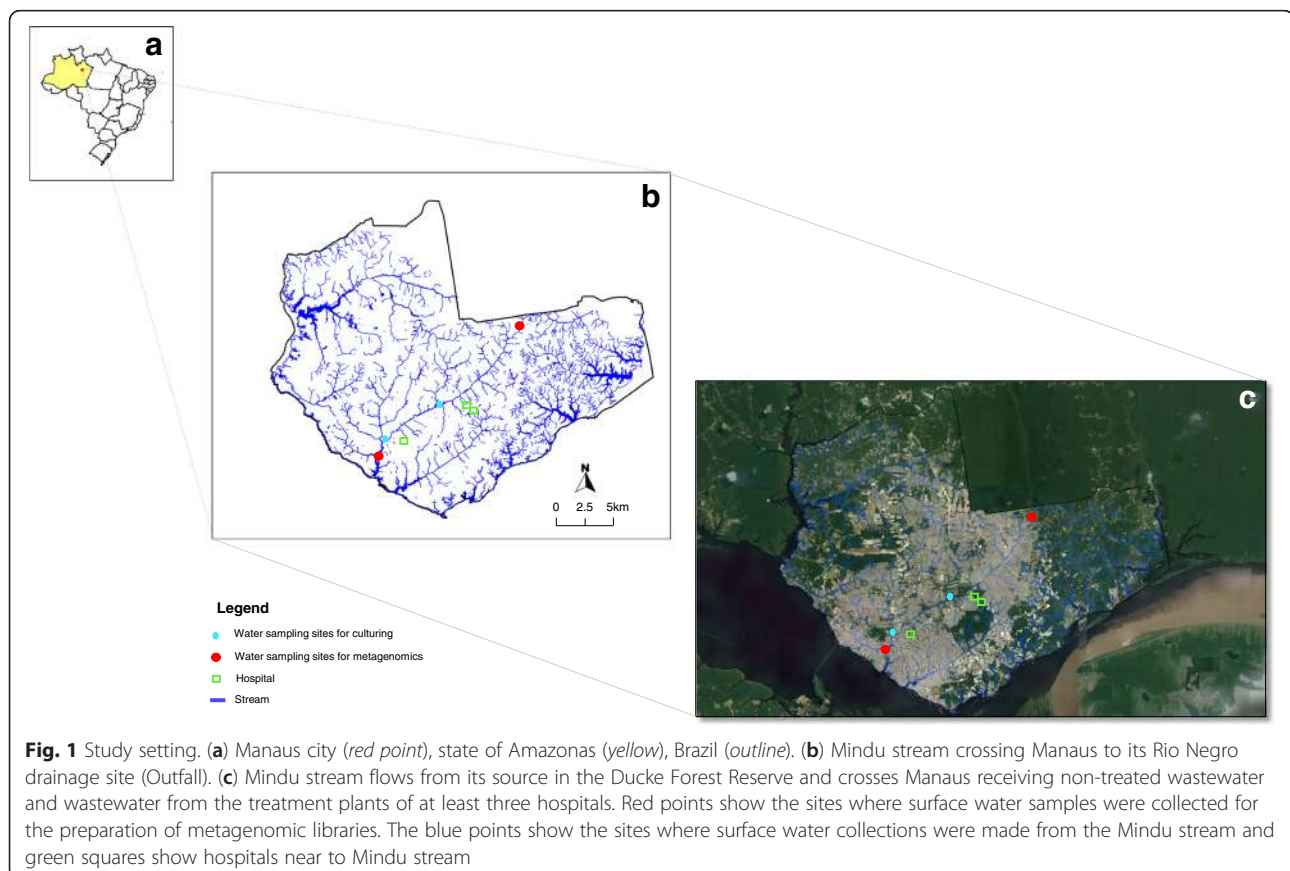 a
b
N
0 2.5 5km
c
Legend
Water sampling sites for culturing
Water sampling sites for metagenomics
Hospital
Stream
Fig. 1 Study setting. (a) Manaus city (red point), state of Amazonas (yellow), Brazil (outline). (b) Mindu stream crossing Manaus to its Rio Negro
drainage site (Outfall). (c) Mindu stream flows from its source in the Ducke Forest Reserve and crosses Manaus receiving non-treated wastewater
and wastewater from the treatment plants of at least three hospitals. Red points show the sites where surface water samples were collected for
the preparation of metagenomic libraries. The blue points show the sites where surface water collections were made from the Mindu stream and
green squares show hospitals near to Mindu stream